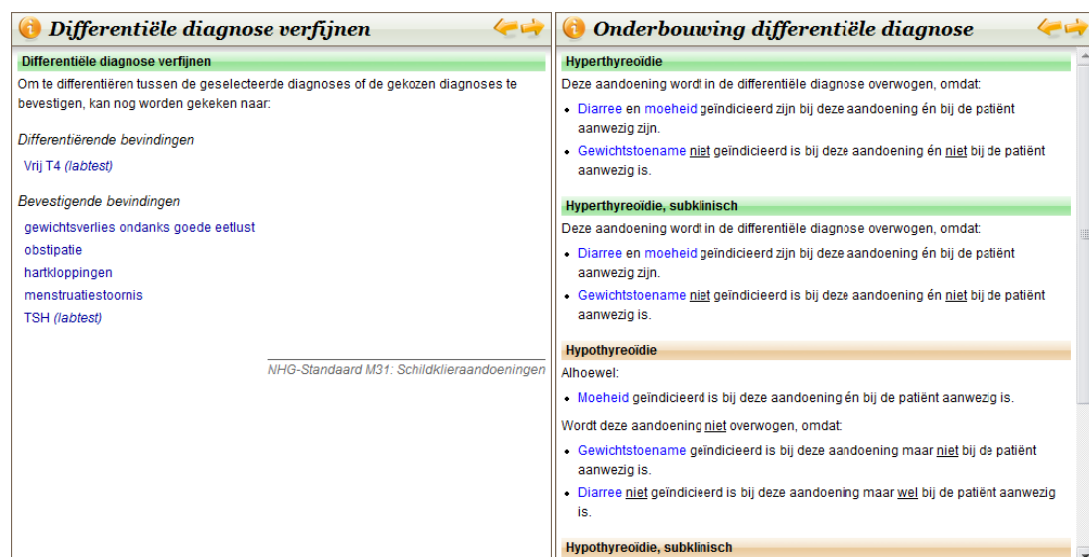 Differentiële diagnose verfijnen
Differentiële diagnose verfijnen
Om te differentiëren tussen de geselecteerde diagnoses of de gekozen diagnoses te
bevestigen, kan nog worden gekeken naar:
Differentiërende bevindingen
Vrij T4 (labtest)
Bevestigende bevindingen
gewichtsverlies ondanks goede eetlust
obstipatie
hartkloppingen
menstruatiestoornis
TSH (labtest)
NHG-Standaard M31: Schildklieraandoeningen
Onderbouwing differentiële diagnose
Hyperthyreoïdie
Deze aandoening wordt in de differentiële diagnose overwogen, omdat:
• Diarree en moeheid geïndicieerd zijn bij deze aandoening én bij de patiënt
aanwezig zijn.
• Gewichtstoename niet geïndicieerd is bij deze aandoening én niet bij de patiënt
aanwezig is.
Hyperthyreoïdie, subklinisch
Deze aandoening wordt in de differentiële diagnose overwogen, omdat:
• Diarree en moeheid geïndicieerd zijn bij deze aandoening én bij de patiënt
aanwezig zijn.
• Gewichtstoename niet geïndicieerd is bij deze aandoening én niet bij de patiënt
aanwezig is.
Hypothyreoïdie
Alhoewel:
• Moeheid geïndicieerd is bij deze aandoening én bij de patiënt aanwezig is.
Wordt deze aandoening niet overwogen, omdat:
• Gewichtstoename geïndicieerd is bij deze aandoening maar niet bij de patiënt
aanwezig is.
• Diarree niet geïndicieerd is bij deze aandoening maar wel bij de patiënt aanwezig
is.
Hypothyreoïdie, subklinisch